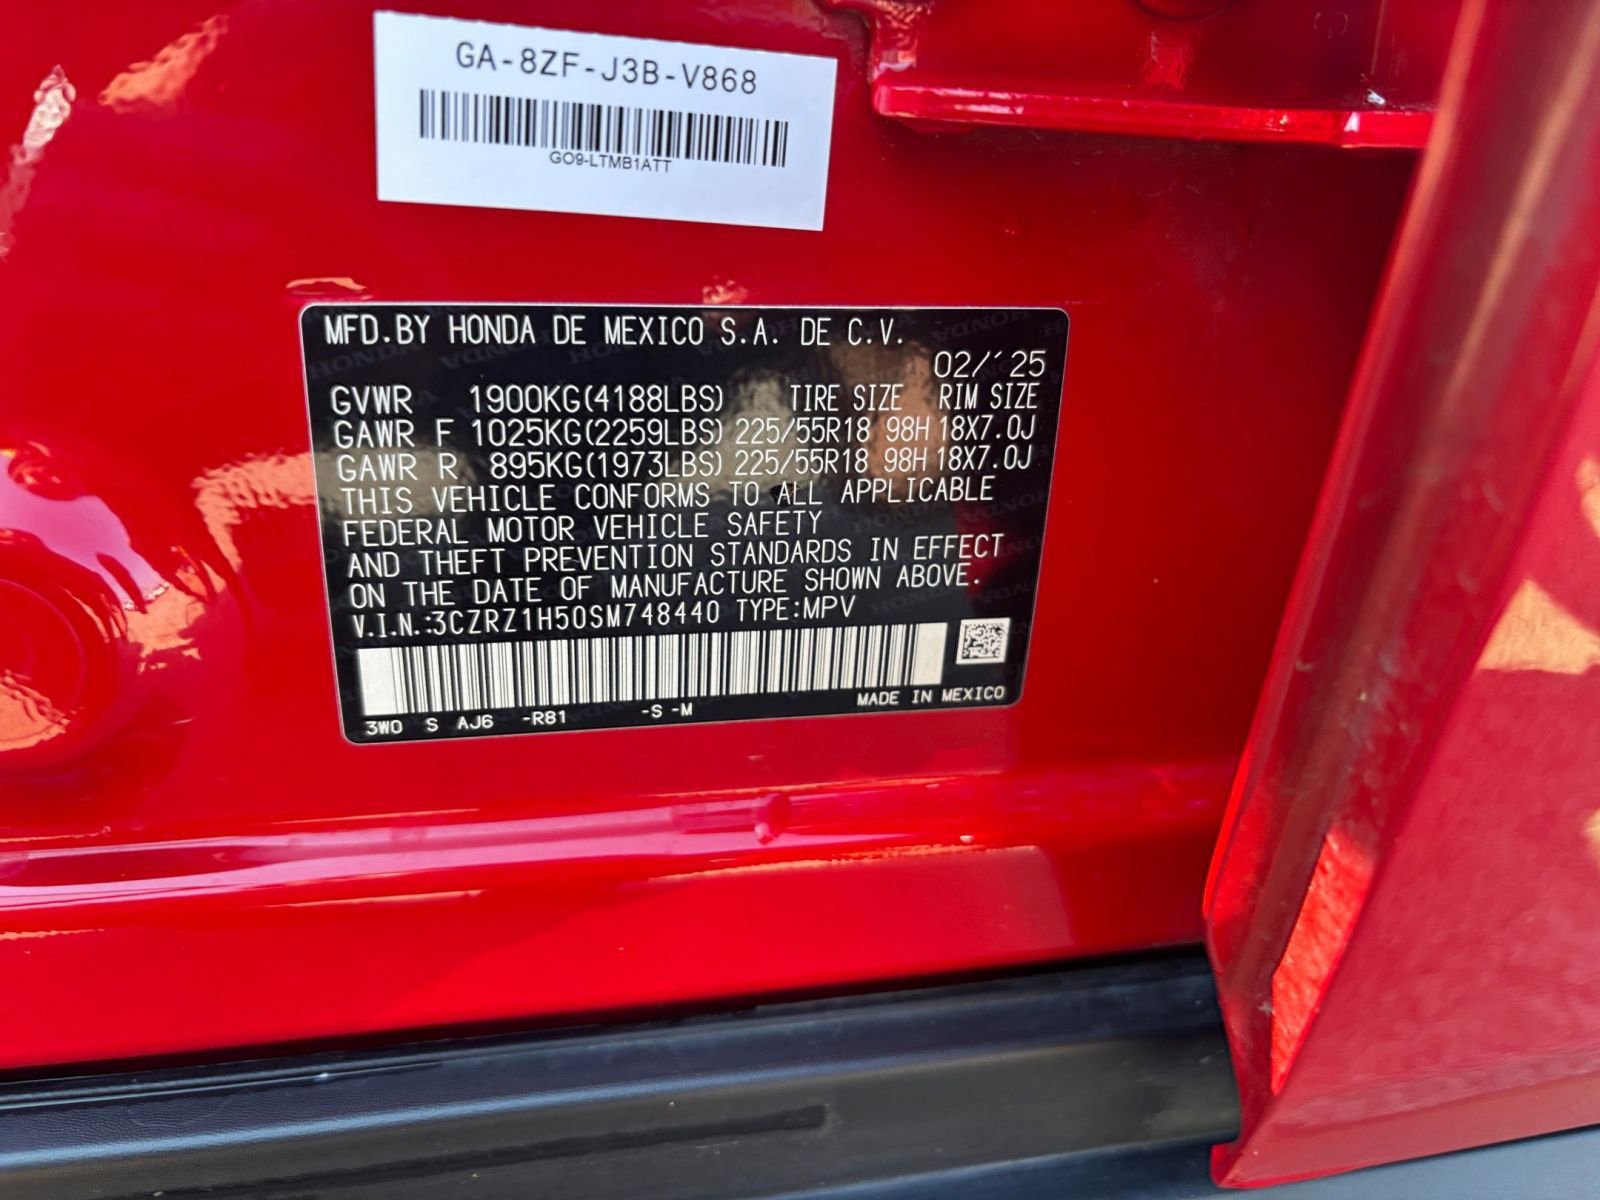 GA-8ZF-J3B-V868
GO9-LTMB1ATT
MFD.BY HONDA DE MEXICO S.A. DE C.V.
02/'25
GVWR 1900KG(4188LBS) TIRE SIZE RIM SIZE
GAWR F 1025KG(2259LBS) 225/55R18 98H 18X7.0J
GAWR R 895KG(1973LBS) 225/55R18 98H 18X7.0J
THIS VEHICLE CONFORMS TO ALL APPLICABLE
FEDERAL MOTOR VEHICLE SAFETY
AND THEFT PREVENTION STANDARDS IN EFFECT
ON THE DATE OF MANUFACTURE SHOWN ABOVE.
V.I.N.:3CZRZ1H50SM748440 TYPE:MPV
MADE IN MEXICO
3W0 S AJ6 -R81 -S -M